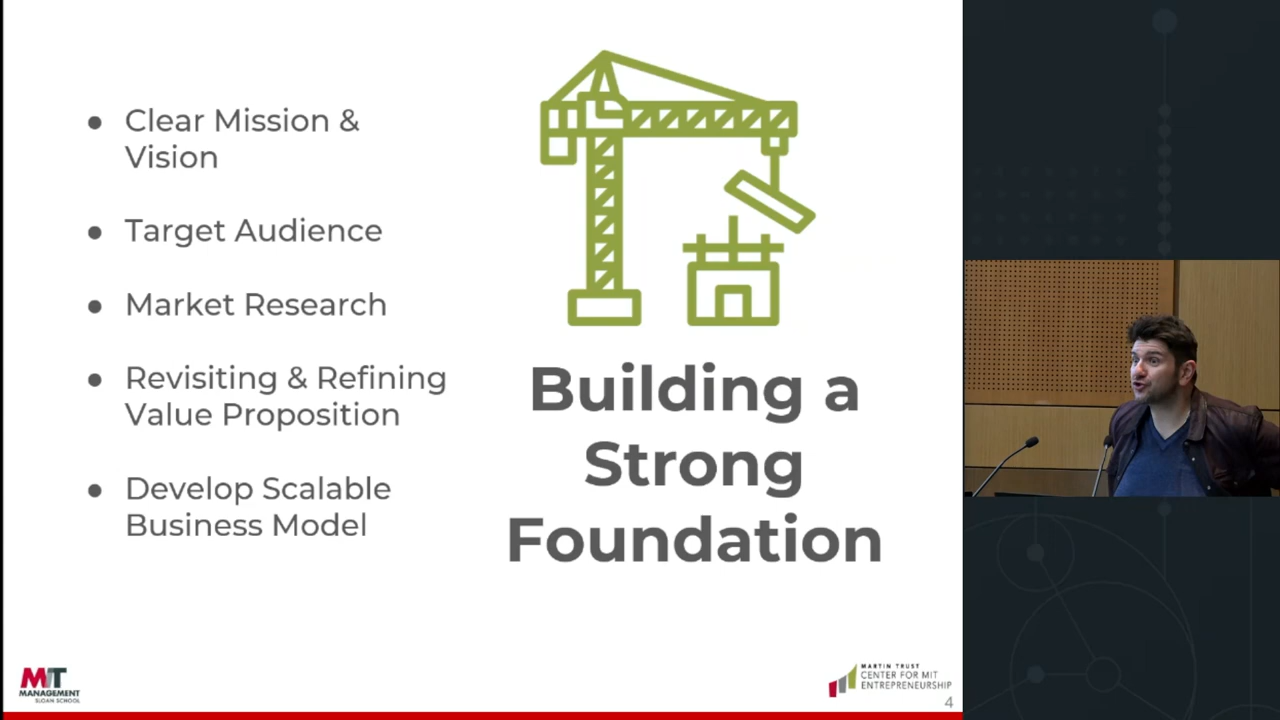 ● Clear Mission &
Vision
● Target Audience
● Market Research
● Revisiting & Refining
Value Proposition
● Develop Scalable
Business Model
Building a
Strong
Foundation
MIT
MANAGEMENT
SLOAN SCHOOL
MARTIN TRUST
CENTER FOR MIT
ENTREPRENEURSHIP
4